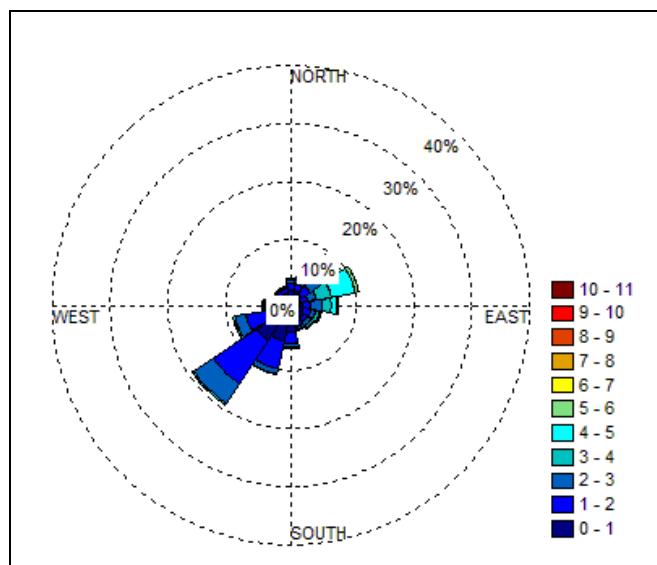 NORTH
40%
30%
20%
10%
0%
WEST
EAST
SOUTH
10 - 11
9 - 10
8 - 9
7 - 8
6 - 7
5 - 6
4 - 5
3 - 4
2 - 3
1 - 2
0 - 1